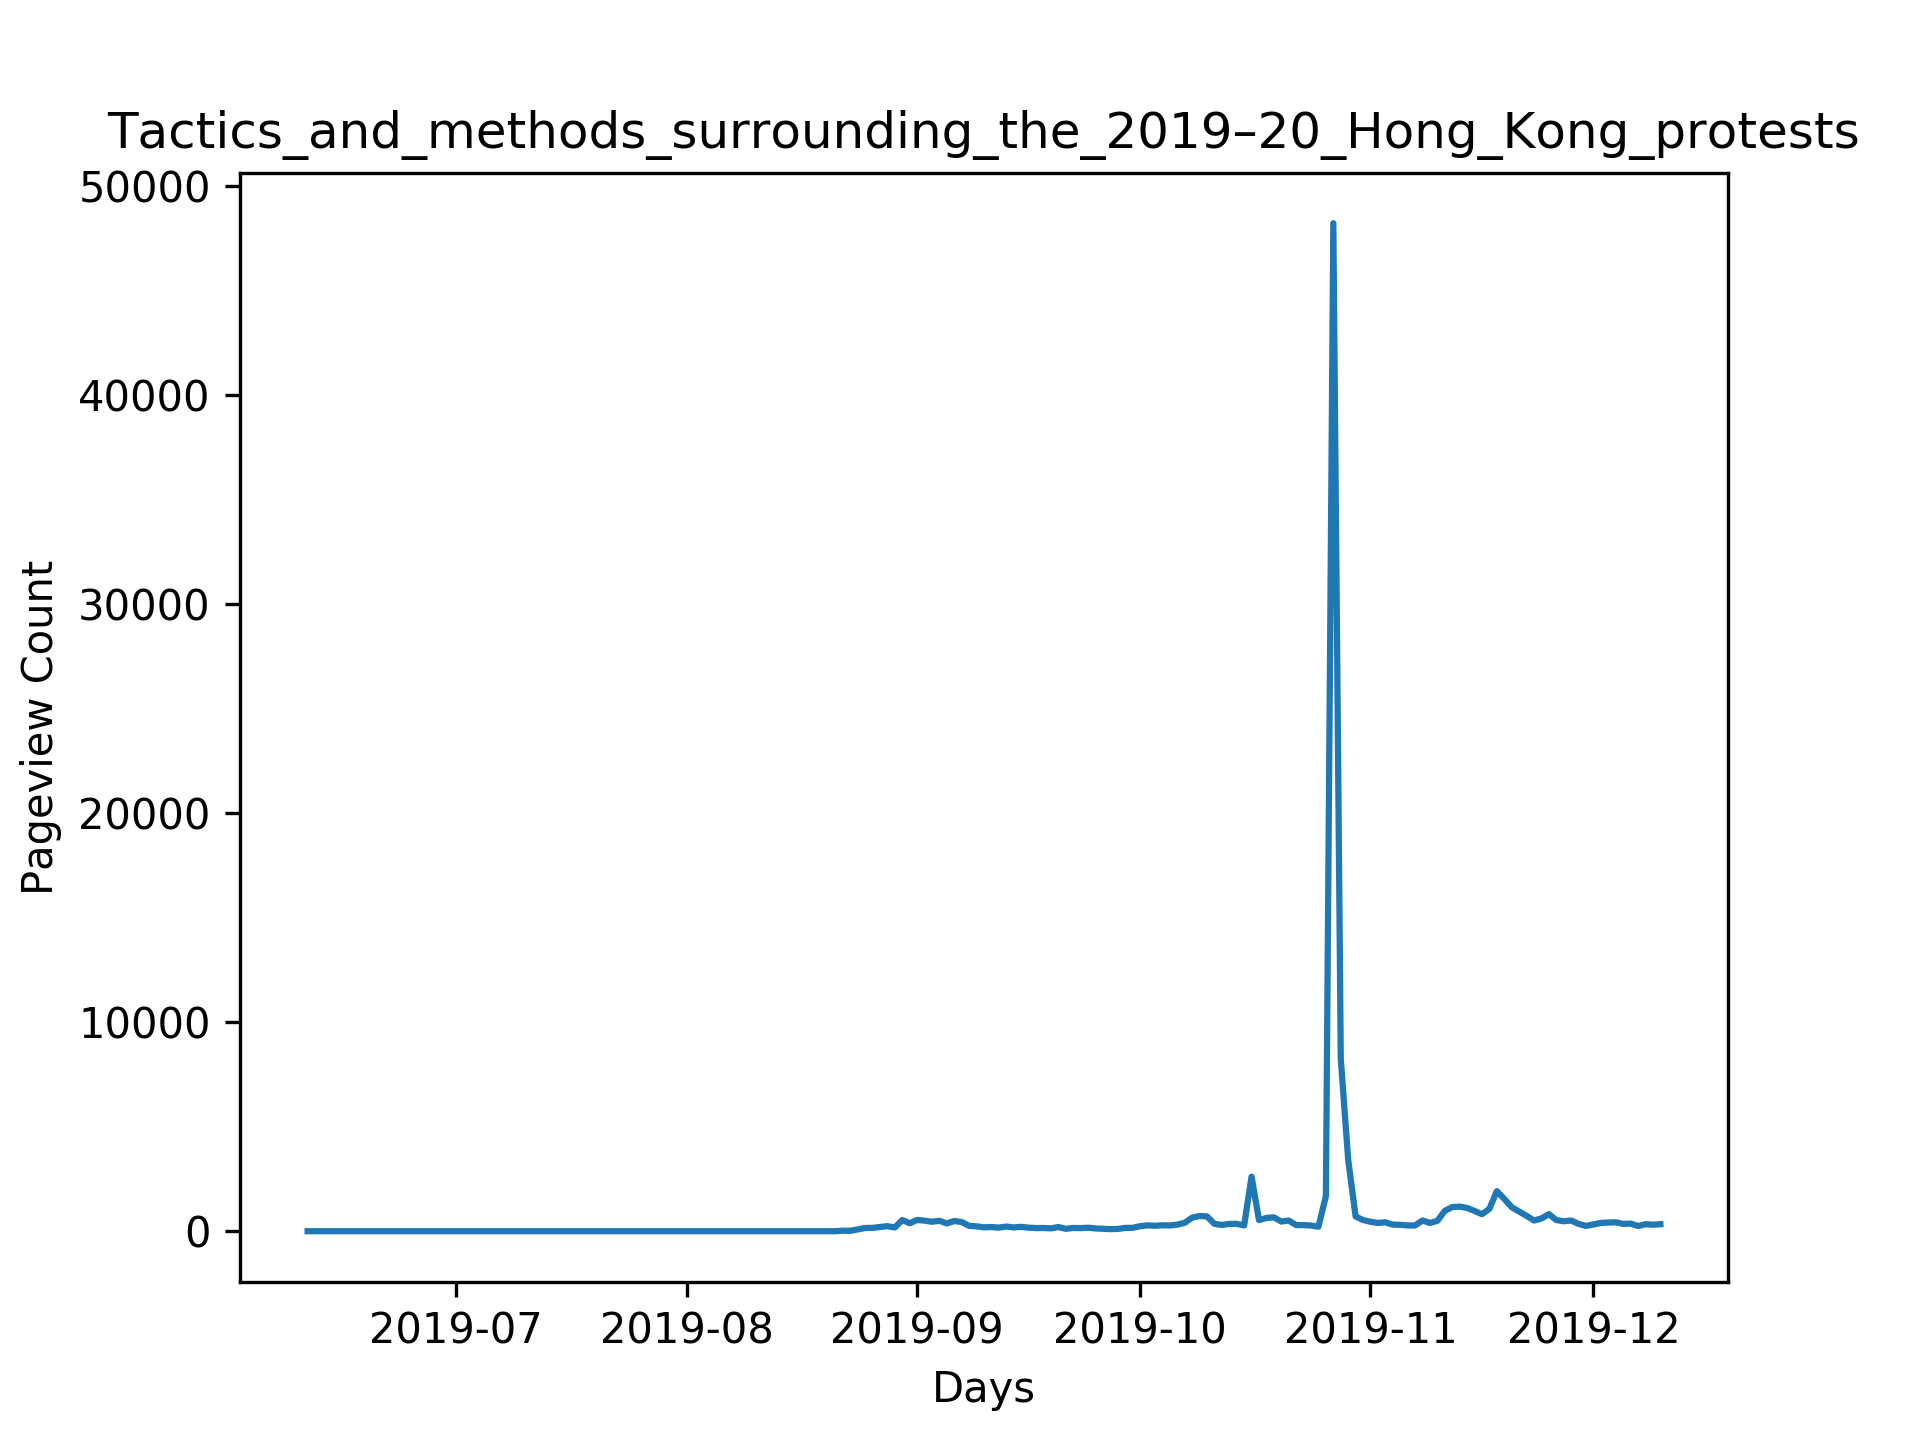 Tactics_and_methods_surrounding_the_2019–20_Hong_Kong_protests
50000
40000
30000
20000
10000
0
Pageview Count
2019-07 2019-08 2019-09 2019-10 2019-11 2019-12
Days